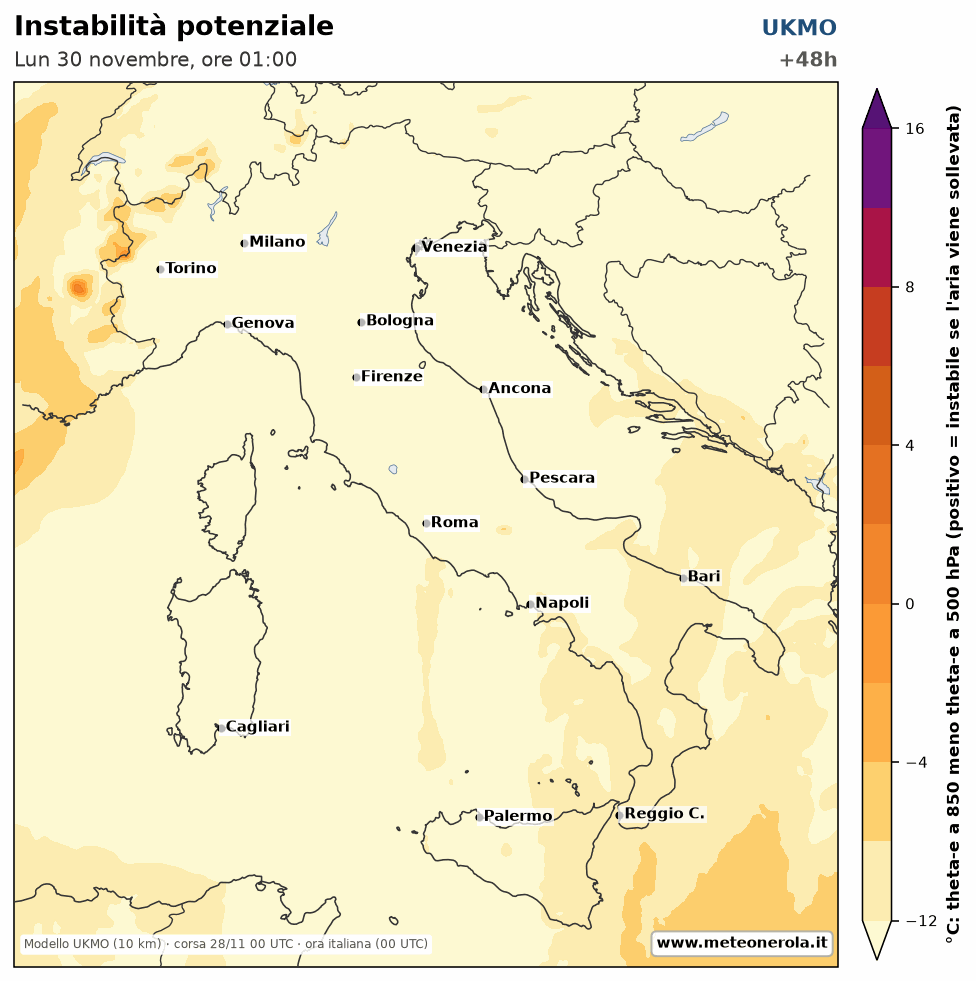 Instabilità potenziale
UKMO
Lun 30 novembre, ore 01:00
+48h
Milano
Venezia
Torino
Genova
Bologna
Firenze
Ancona
Pescara
Roma
Bari
Napoli
Cagliari
Palermo
Reggio C.
Modello UKMO (10 km) · corsa 28/11 00 UTC · ora italiana (00 UTC)
www.meteonerola.it
16
8
4
0
−4
−12
°C: theta-e a 850 meno theta-e a 500 hPa (positivo = instabile se l'aria viene sollevata)